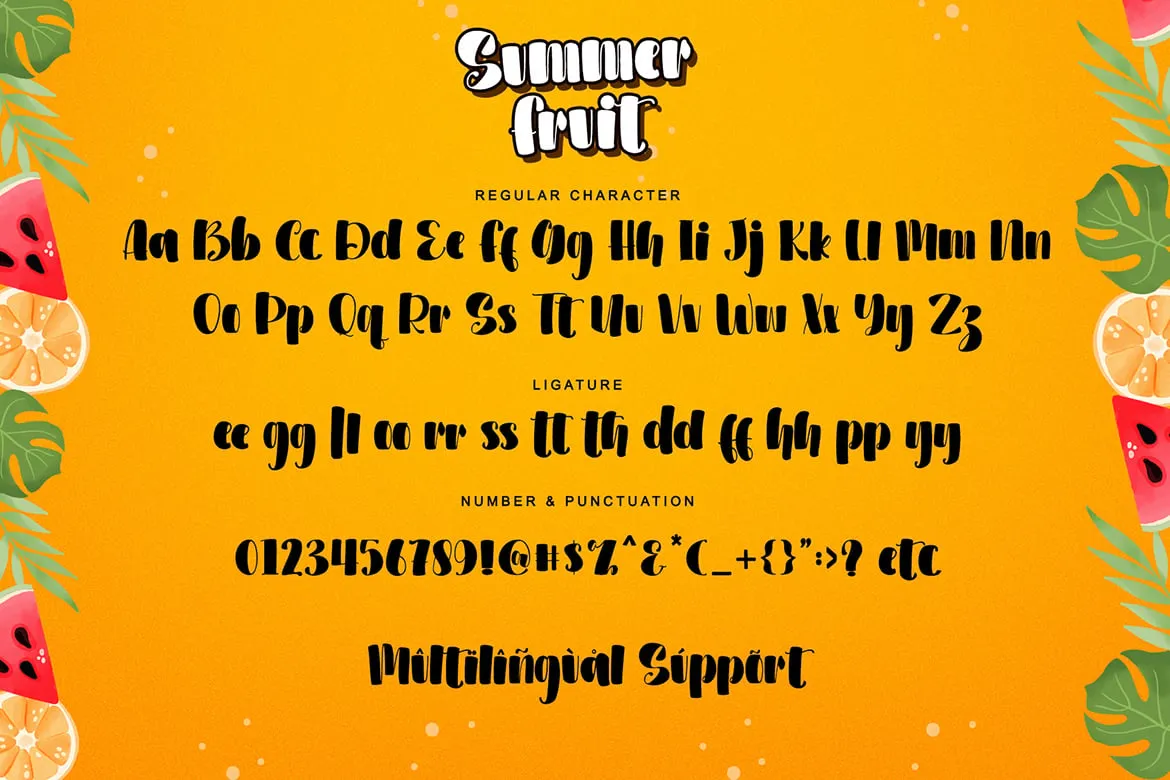 Summer
fruit
REGULAR CHARACTER
Aa Bb Cc Dd Ee Ff Gg Hh Ii Jj Kk Ll Mm Nn
Oo Pp Qq Rr Ss Tt Uu Vv Ww Xx Yy Zz
LIGATURE
ee gg ll oo rr ss tt th dd ff hh pp yy
NUMBER & PUNCTUATION
0123456789!@#$%^&*(_+{}":>? etc
Mûltilîñgùàl Súppõrt